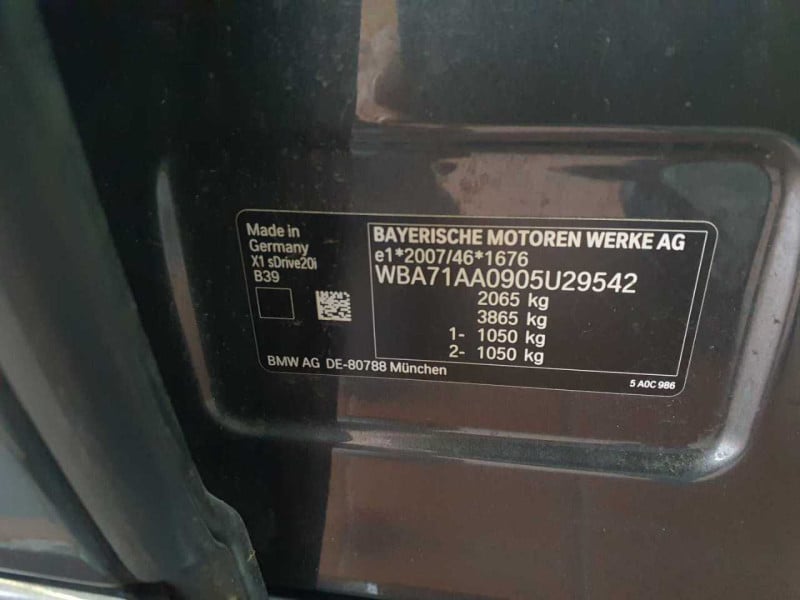 Made in
Germany
X1 sDrive20i
B39
BAYERISCHE MOTOREN WERKE AG
e1*2007/46*1676
WBA71AA0905U29542
2065 kg
3865 kg
1- 1050 kg
2- 1050 kg
BMW AG DE-80788 München
5 A0C 986